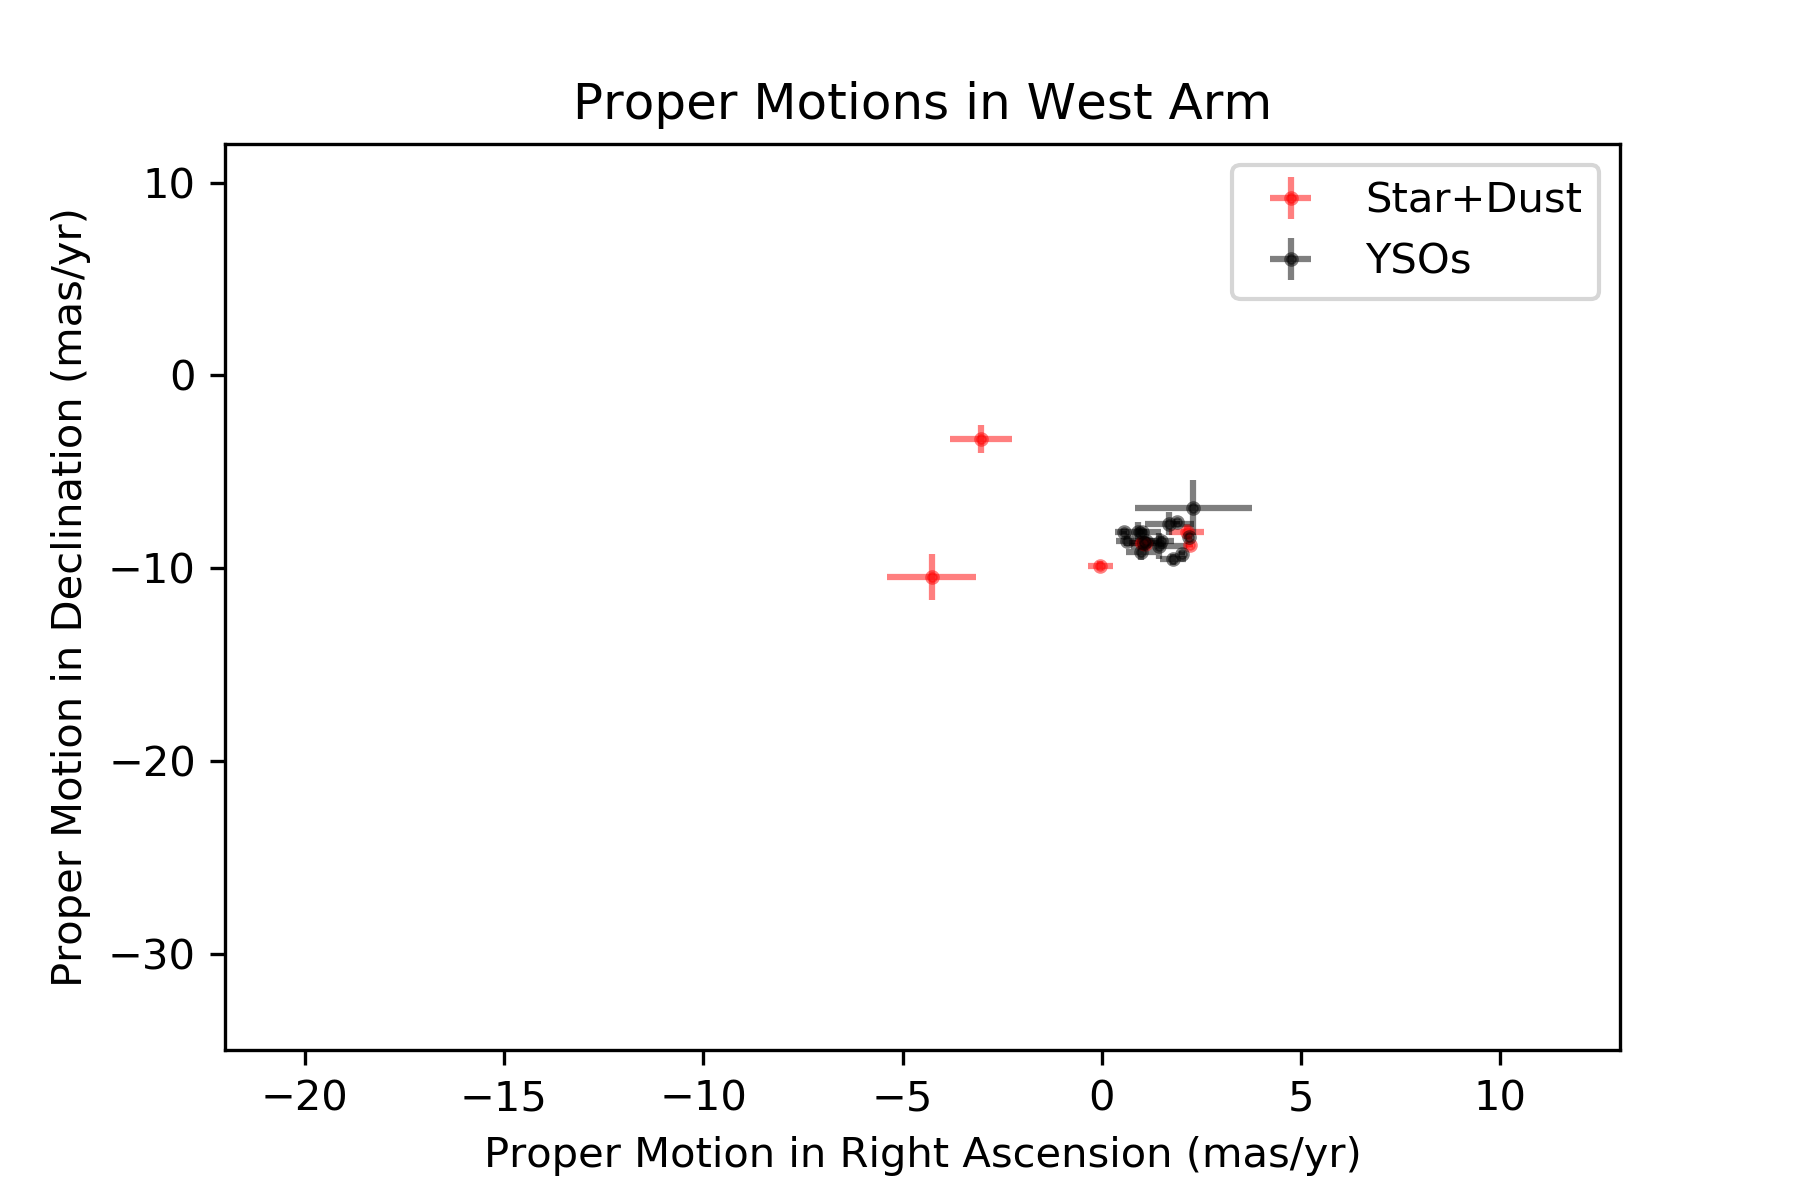 Proper Motions in West Arm
Star+Dust
YSOs
Proper Motion in Declination (mas/yr)
10
0
−10
−20
−30
−20 −15 −10 −5 0 5 10
Proper Motion in Right Ascension (mas/yr)